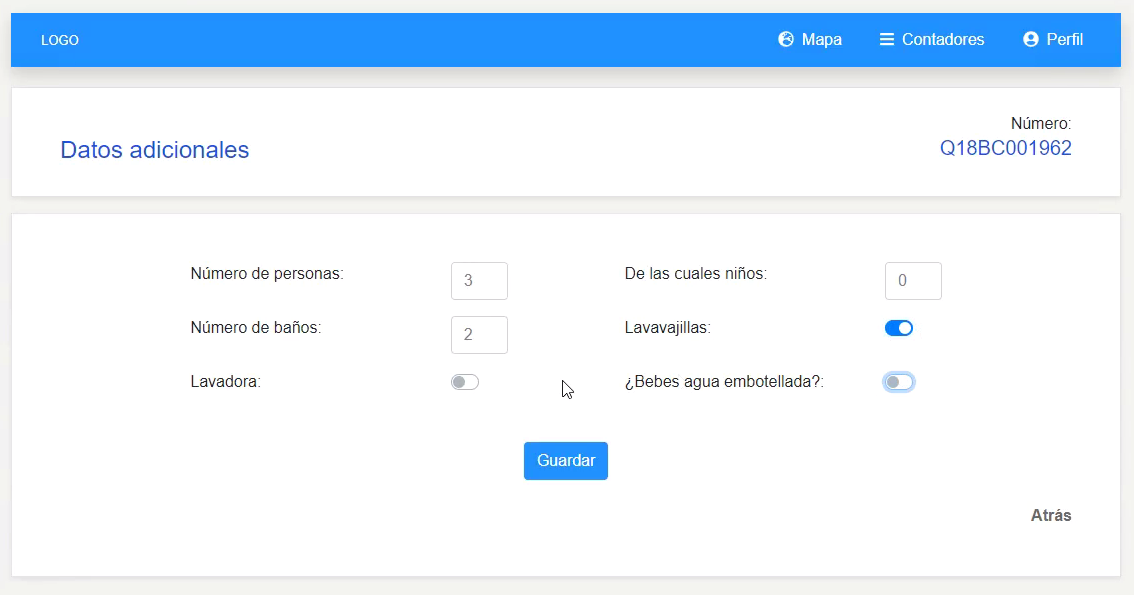 LOGO
Mapa
Contadores
Perfil
Datos adicionales
Número:
Q18BC001962
Número de personas:
3
De las cuales niños:
0
Número de baños:
2
Lavavajillas:
Lavadora:
¿Bebes agua embotellada?:
Guardar
Atrás